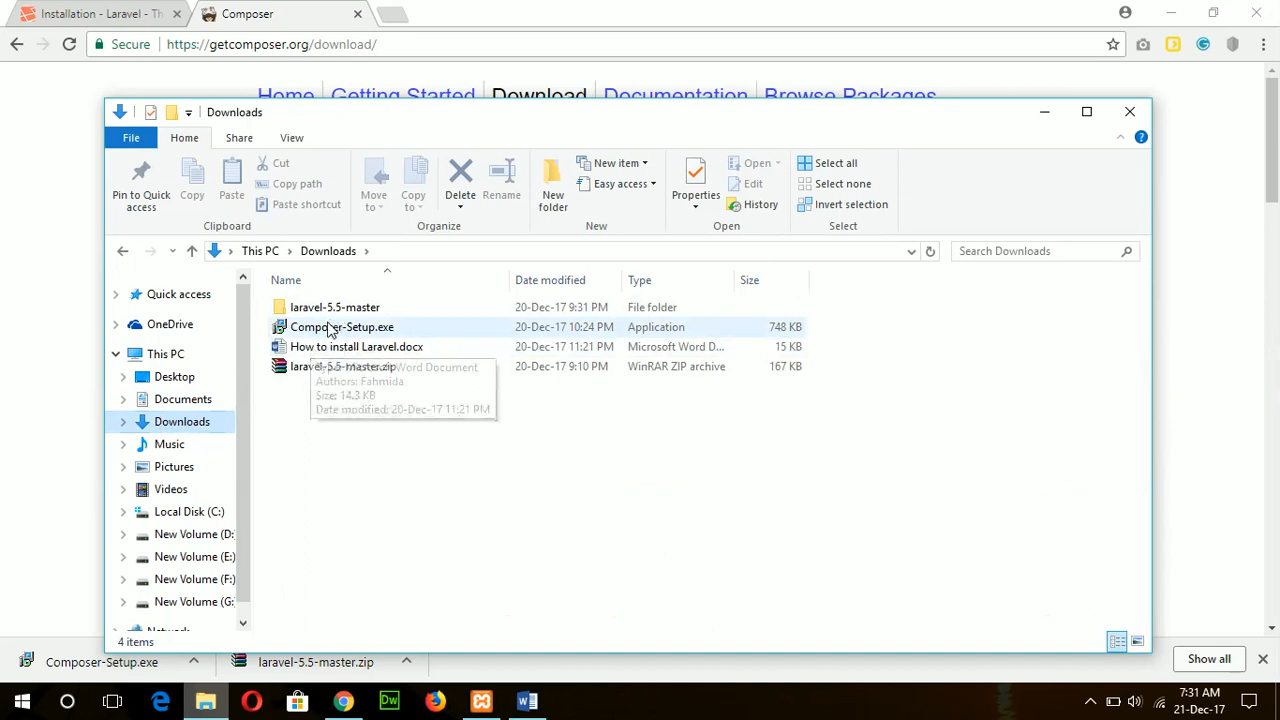 Installation - Laravel - Th
Composer
Secure
https://getcomposer.org/download/
Home
Getting Started
Download
Documentation
Browse Packages
Downloads
File
Home
Share
View
Pin to Quick access
Copy
Paste
Cut
Copy path
Paste shortcut
Clipboard
Move to
Copy to
Delete
Rename
Organize
New folder
New item
Easy access
New
Properties
Open
Edit
History
Open
Select all
Select none
Invert selection
Select
This PC
Downloads
Search Downloads
Name
Date modified
Type
Size
Quick access
OneDrive
This PC
Desktop
Documents
Downloads
Music
Pictures
Videos
Local Disk (C:)
New Volume (D:
New Volume (E:)
New Volume (F:)
New Volume (G:
Network
laravel-5.5-master 20-Dec-17 9:31 PM File folder
Composer-Setup.exe 20-Dec-17 10:24 PM Application 748 KB
How to install Laravel.docx 20-Dec-17 11:21 PM Microsoft Word D... 15 KB
laravel-5.5-master.zip 20-Dec-17 9:10 PM WinRAR ZIP archive 167 KB
Word Document
Authors: Fahmida
Size: 14.3 KB
Date modified: 20-Dec-17 11:21 PM
4 items
Composer-Setup.exe
laravel-5.5-master.zip
Show all
Dw
7:31 AM
21-Dec-17